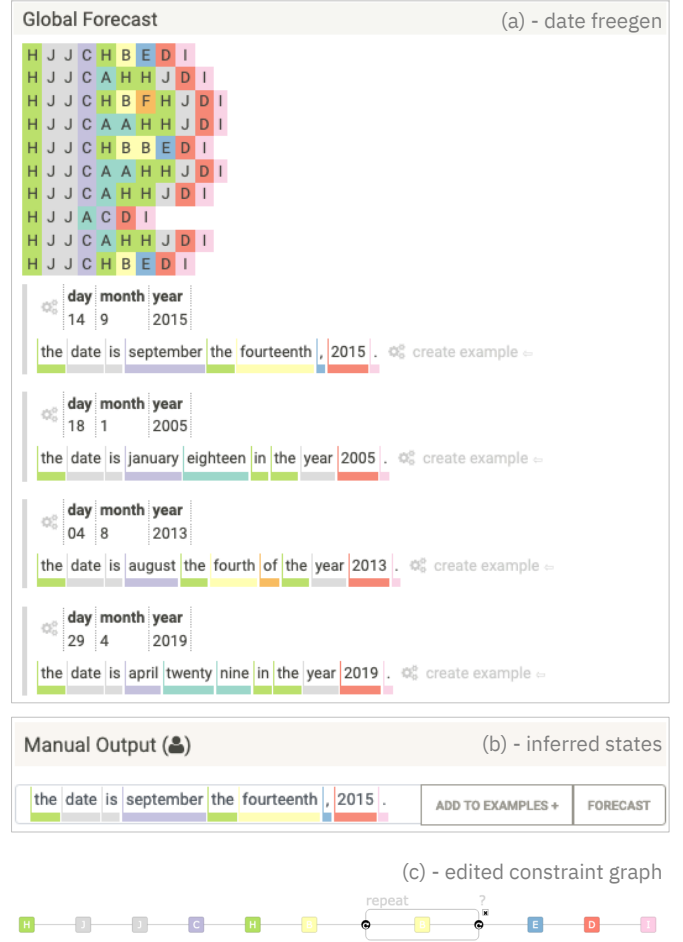 Global Forecast
(a) - date freegen
H J J C H B E D I
H J J C A H H J D I
H J J C H B F H J D I
H J J C A A H H J D I
H J J C H B B E D I
H J J C A A H H J D I
H J J C A H H J D I
H J J A C D I
H J J C A H H J D I
H J J C H B E D I
day month year
14 9 2015
the date is september the fourteenth , 2015 . create example ⇦
day month year
18 1 2005
the date is january eighteen in the year 2005 . create example ⇦
day month year
04 8 2013
the date is august the fourth of the year 2013 . create example ⇦
day month year
29 4 2019
the date is april twenty nine in the year 2019 . create example ⇦
Manual Output ( )
(b) - inferred states
the date is september the fourteenth , 2015 . ADD TO EXAMPLES + FORECAST
(c) - edited constraint graph
repeat ?
H J J C H E D I